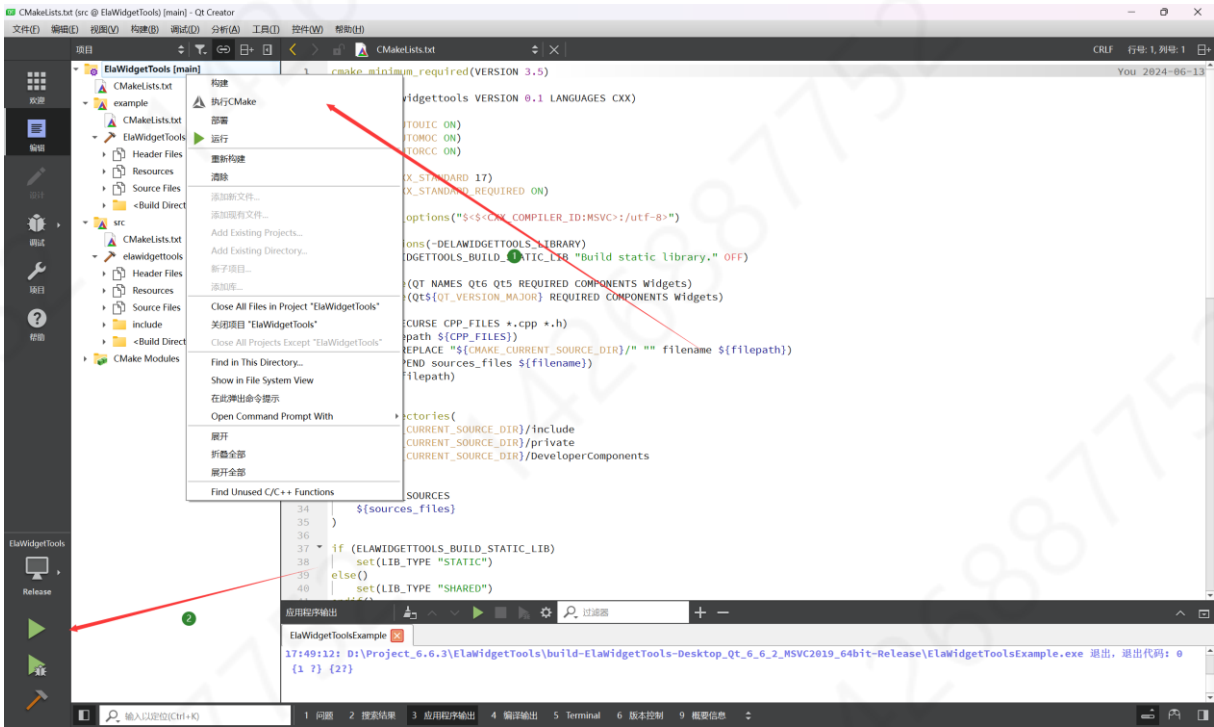 CMakeLists.txt (src @ ElaWidgetTools) [main] - Qt Creator
文件(F) 编辑(E) 视图(V) 构建(B) 调试(D) 分析(A) 工具(T) 控件(W) 帮助(H)
项目 CMakeLists.txt CRLF 行号: 1, 列号: 1
欢迎
编辑
设计
调试
项目
帮助
ElaWidgetTools
Release
ElaWidgetTools [main]
CMakeLists.txt
example
CMakeLists.txt
ElaWidgetTools
Header Files
Resources
Source Files
<Build Direct
src
CMakeLists.txt
elawidgettools
Header Files
Resources
Source Files
include
<Build Direct
CMake Modules
构建
执行CMake
部署
运行
重新构建
清除
添加新文件...
添加现有文件...
Add Existing Projects...
Add Existing Directory...
新子项目...
添加库...
Close All Files in Project "ElaWidgetTools"
关闭项目 "ElaWidgetTools"
Close All Projects Except "ElaWidgetTools"
Find in This Directory...
Show in File System View
在此弹出命令提示
Open Command Prompt With
展开
折叠全部
展开全部
Find Unused C/C++ Functions
1 cmake_minimum_required(VERSION 3.5) You 2024-06-13
widgettools VERSION 0.1 LANGUAGES CXX)
TOUIC ON)
TOMOC ON)
TORCC ON)
X_STANDARD 17)
X_STANDARD_REQUIRED ON)
options("$<$<CXX_COMPILER_ID:MSVC>:/utf-8>")
ions(-DELAWIDGETTOOLS_LIBRARY)
DGETTOOLS_BUILD_STATIC_LIB "Build static library." OFF)
1
(QT NAMES Qt6 Qt5 REQUIRED COMPONENTS Widgets)
(Qt${QT_VERSION_MAJOR} REQUIRED COMPONENTS Widgets)
ECURSE CPP_FILES *.cpp *.h)
epath ${CPP_FILES})
REPLACE "${CMAKE_CURRENT_SOURCE_DIR}/" "" filename ${filepath})
PEND sources_files ${filename})
filepath)
ectories(
CURRENT_SOURCE_DIR}/include
CURRENT_SOURCE_DIR}/private
CURRENT_SOURCE_DIR}/DeveloperComponents
SOURCES
34 ${sources_files}
35 )
36
37 if (ELAWIDGETTOOLS_BUILD_STATIC_LIB)
38 set(LIB_TYPE "STATIC")
39 else()
40 set(LIB_TYPE "SHARED")
2
应用程序输出 过滤器
ElaWidgetToolsExample
17:49:12: D:\Project_6.6.3\ElaWidgetTools\build-ElaWidgetTools-Desktop_Qt_6_6_2_MSVC2019_64bit-Release\ElaWidgetToolsExample.exe 退出, 退出代码: 0
{1 ?} {2?}
输入以定位(Ctrl+K) 1 问题 2 搜索结果 3 应用程序输出 4 编译输出 5 Terminal 6 版本控制 9 概要信息